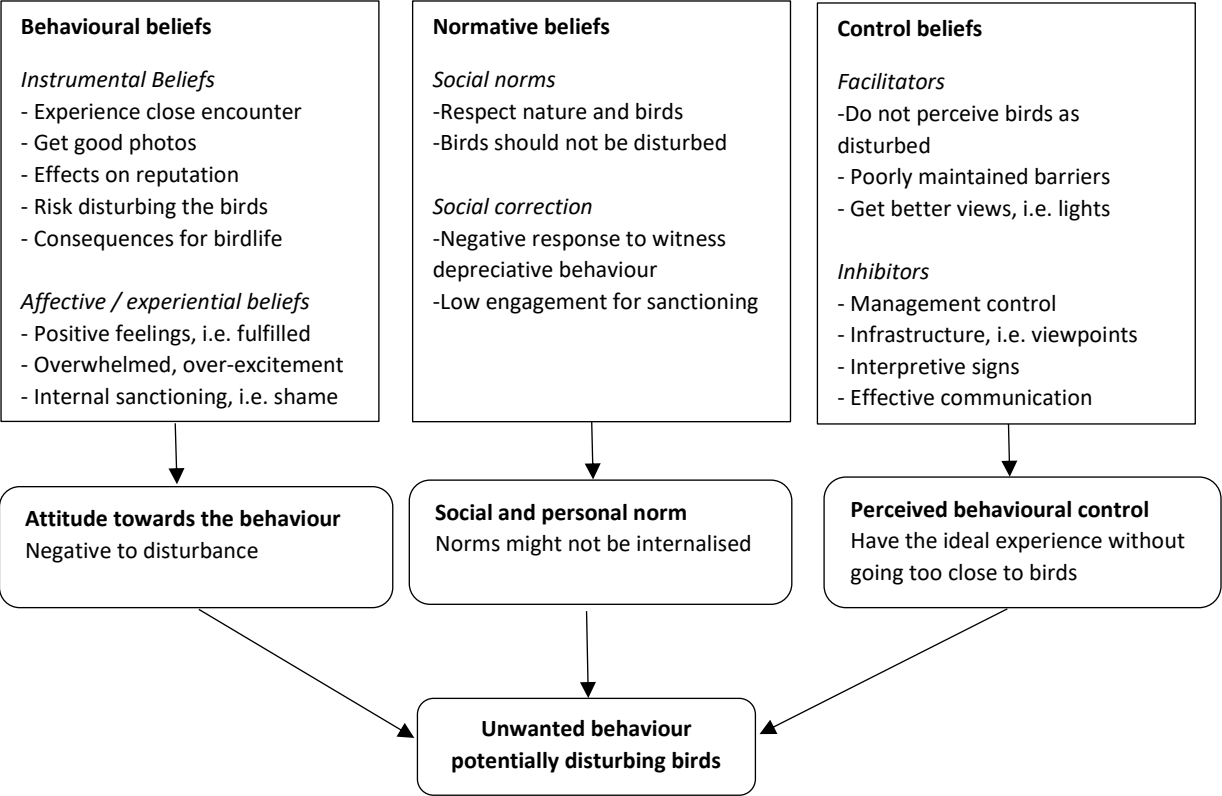 Behavioural beliefs
Instrumental Beliefs
- Experience close encounter
- Get good photos
- Effects on reputation
- Risk disturbing the birds
- Consequences for birdlife
Affective / experiential beliefs
- Positive feelings, i.e. fulfilled
- Overwhelmed, over-excitement
- Internal sanctioning, i.e. shame
Normative beliefs
Social norms
-Respect nature and birds
-Birds should not be disturbed
Social correction
-Negative response to witness
depreciative behaviour
-Low engagement for sanctioning
Control beliefs
Facilitators
-Do not perceive birds as
disturbed
- Poorly maintained barriers
- Get better views, i.e. lights
Inhibitors
- Management control
- Infrastructure, i.e. viewpoints
- Interpretive signs
- Effective communication
Attitude towards the behaviour
Negative to disturbance
Social and personal norm
Norms might not be internalised
Perceived behavioural control
Have the ideal experience without
going too close to birds
Unwanted behaviour
potentially disturbing birds